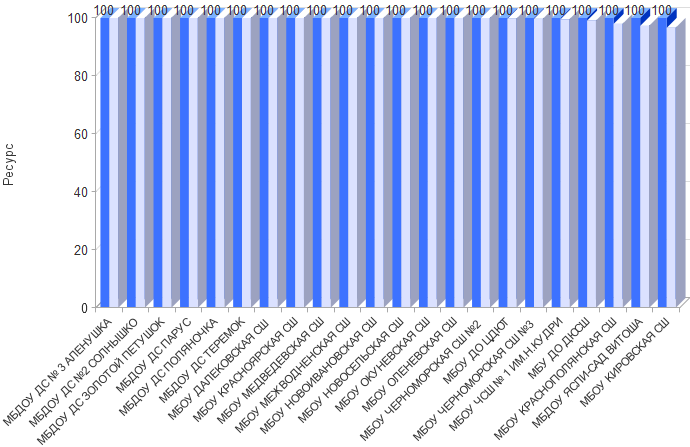 100 100 100 100 100 100 100 100 100 100 100 100 100 100 100 100 100 100 100 100 100 100
100
80
60
40
20
0
Ресурс
МБДОУ ДС № 3 АЛЕНУШКА
МБДОУ ДС №2 СОЛНЫШКО
МБДОУ ДС ЗОЛОТОЙ ПЕТУШОК
МБДОУ ДС ПАРУС
МБДОУ ДС ПОЛЯНОЧКА
МБДОУ ДС ТЕРЕМОК
МБОУ ДАЛЕКОВСКАЯ СШ
МБОУ КРАСНОЯРСКАЯ СШ
МБОУ МЕДВЕДЕВСКАЯ СШ
МБОУ МЕЖВОДНЕНСКАЯ СШ
МБОУ НОВОИВАНОВСКАЯ СШ
МБОУ НОВОСЕЛЬСКАЯ СШ
МБОУ ОКУНЕВСКАЯ СШ
МБОУ ОЛЕНЕВСКАЯ СШ
МБОУ ЧЕРНОМОРСКАЯ СШ №2
МБОУ ДО ЦДЮТ
МБОУ ЧЕРНОМОРСКАЯ СШ №3
МБОУ ЧСШ № 1 ИМ.Н.КУДРИ
МБУ ДО ДЮСШ
МБОУ КРАСНОПОЛЯНСКАЯ СШ
МБДОУ ЯСЛИ-САД ВИТОША
МБОУ КИРОВСКАЯ СШ